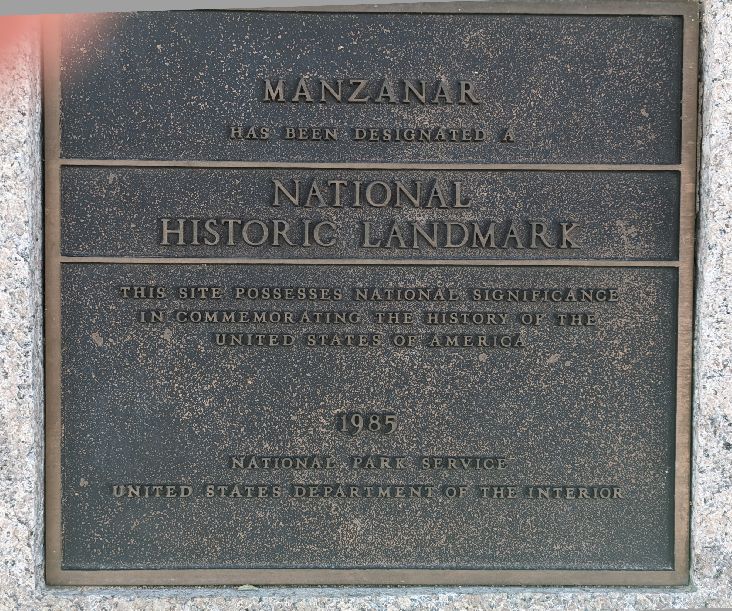 MANZANAR
HAS BEEN DESIGNATED A
NATIONAL
HISTORIC LANDMARK
THIS SITE POSSESSES NATIONAL SIGNIFICANCE
IN COMMEMORATING THE HISTORY OF THE
UNITED STATES OF AMERICA
1985
NATIONAL PARK SERVICE
UNITED STATES DEPARTMENT OF THE INTERIOR